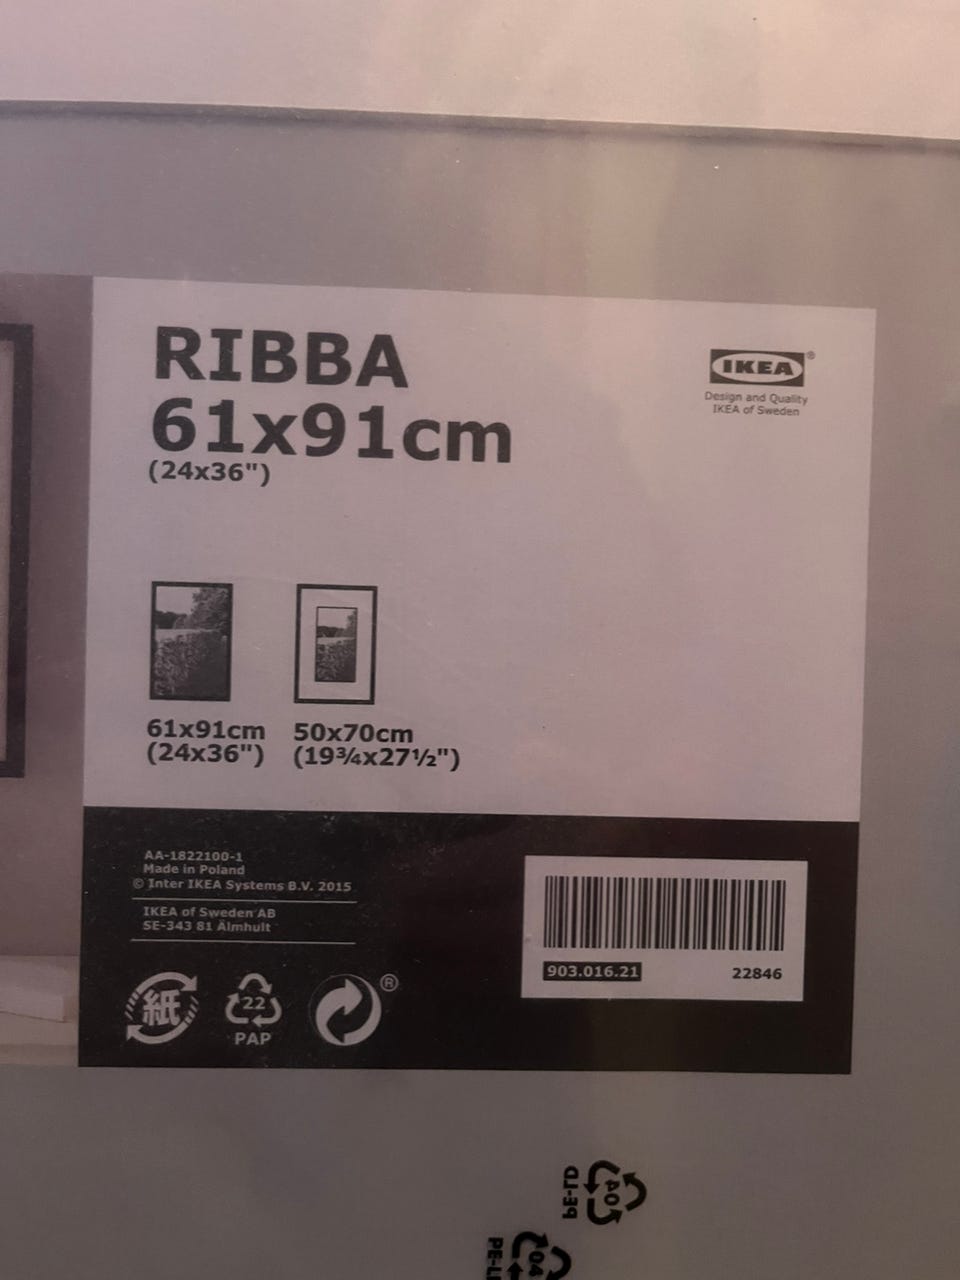 RIBBA
61x91cm
(24x36")
IKEA®
Design and Quality
IKEA of Sweden
61x91cm
(24x36")
50x70cm
(19¾x27½")
AA-1822100-1
Made in Poland
© Inter IKEA Systems B.V. 2015
IKEA of Sweden AB
SE-343 81 Älmhult
903.016.21
22846
紙
22
PAP
®
04
PE-LD
04
PE-L